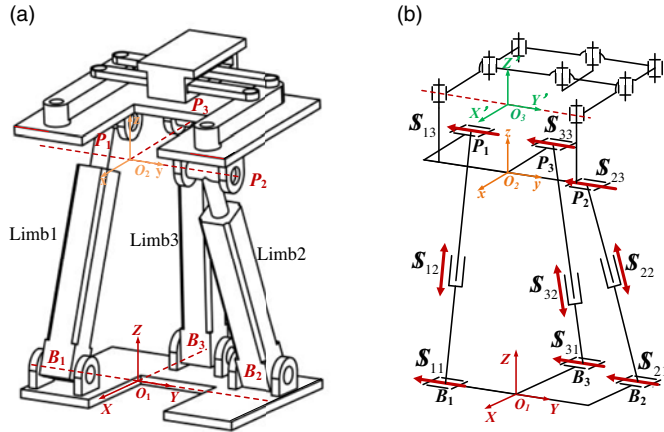 (a)
P₃
P₁
O₂
y
P₂
Limb1
Limb3
Limb2
Z
B₁
B₃
B₂
X
O₁
Y
(b)
Z'
X'
Y'
O₃
$₁₃
$₃₃
P₁
z
P₃
$₂₃
P₂
x
O₂
y
$₁₂
$₃₂
$₂₂
Z
$₁₁
$₃₁
B₃
B₁
X
O₁
Y
B₂